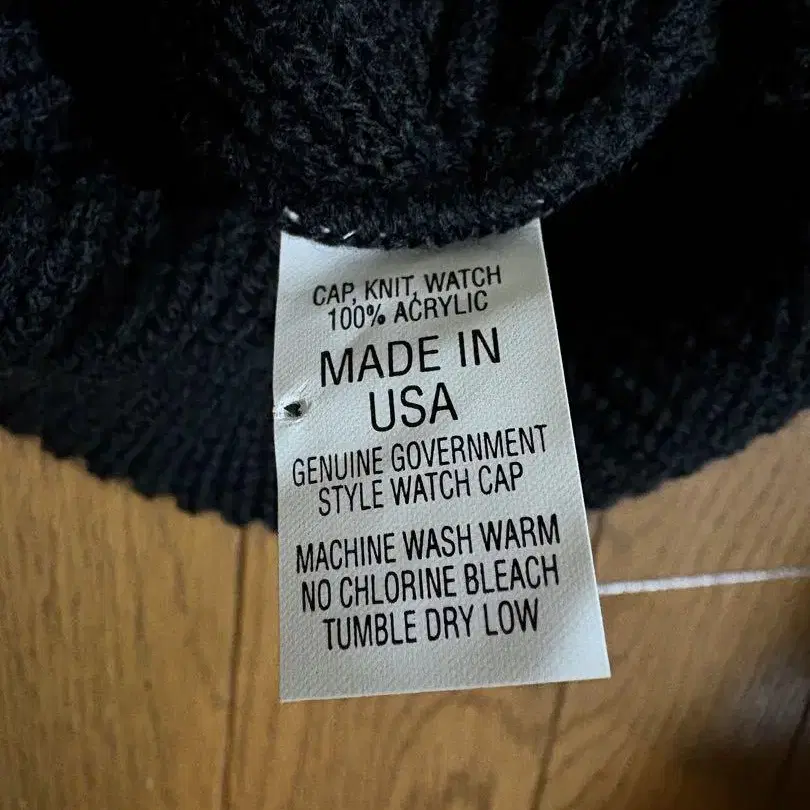 CAP, KNIT, WATCH
100% ACRYLIC
MADE IN
USA
GENUINE GOVERNMENT
STYLE WATCH CAP
MACHINE WASH WARM
NO CHLORINE BLEACH
TUMBLE DRY LOW